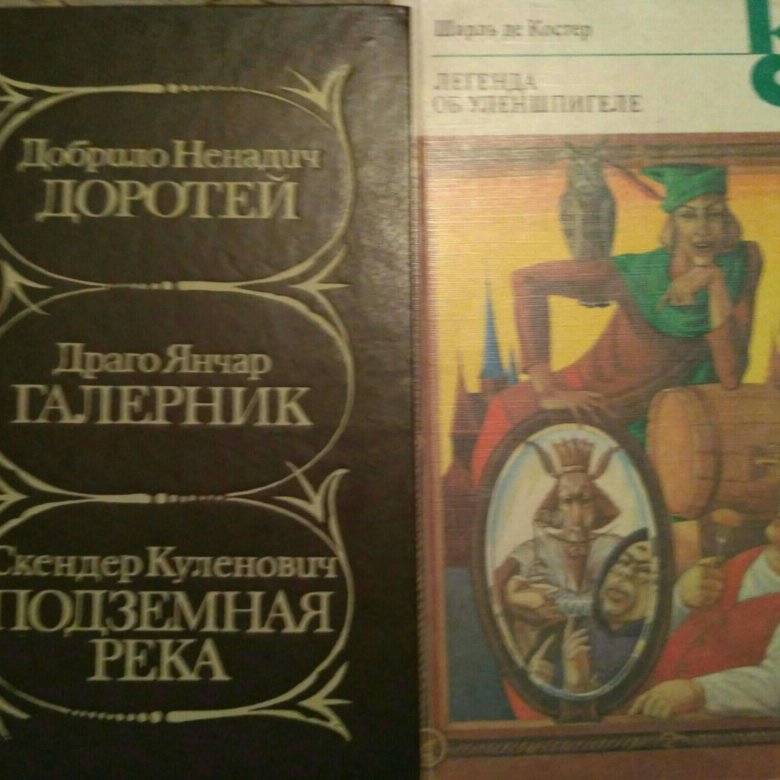 Добрило Ненадич
ДОРОТЕЙ
Драго Янчар
ГАЛЕРНИК
Скендер Куленович
ПОДЗЕМНАЯ
РЕКА
Шарль де Костер
ЛЕГЕНДА
ОБ УЛЕНШПИГЕЛЕ